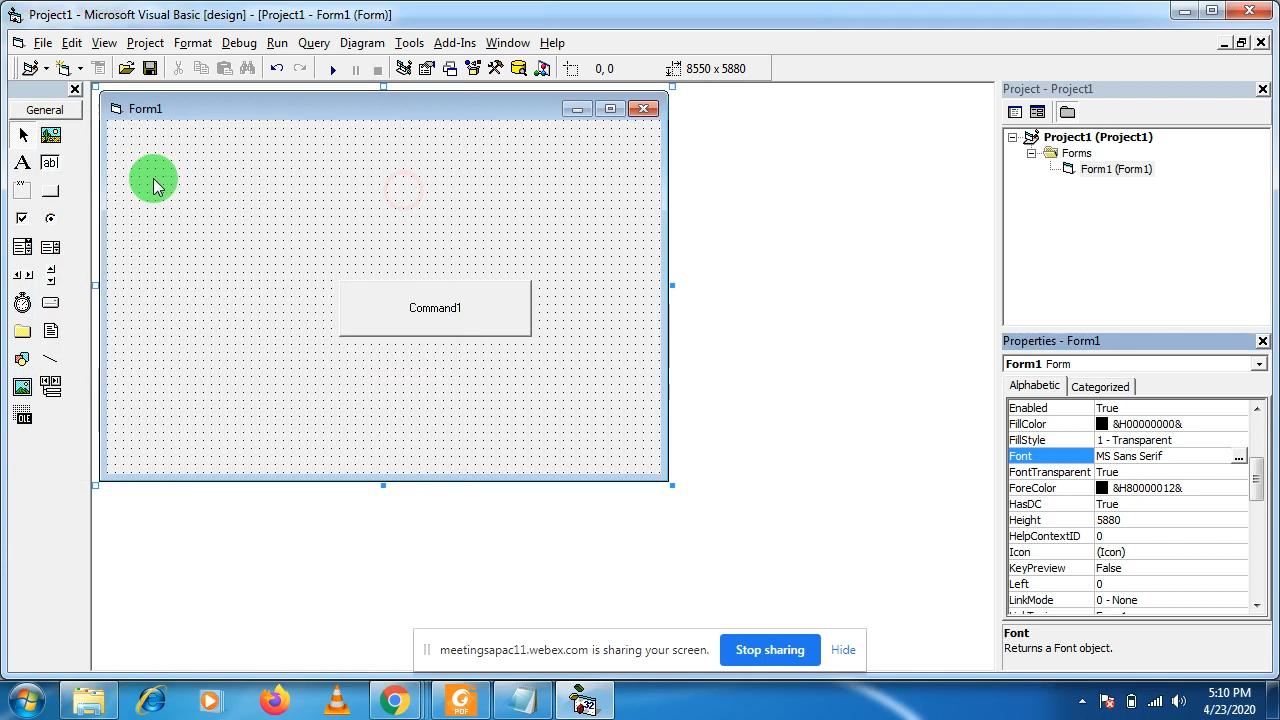 Project1 - Microsoft Visual Basic [design] - [Project1 - Form1 (Form)]
File Edit View Project Format Debug Run Query Diagram Tools Add-Ins Window Help
0, 0 8550 x 5880
General
A
ab
OLE
Form1
Command1
Project - Project1
Project1 (Project1)
Forms
Form1 (Form1)
Properties - Form1
Form1 Form
Alphabetic Categorized
Enabled True
FillColor &H00000000&
FillStyle 1 - Transparent
Font MS Sans Serif ...
FontTransparent True
ForeColor &H80000012&
HasDC True
Height 5880
HelpContextID 0
Icon (Icon)
KeyPreview False
Left 0
LinkMode 0 - None
Font
Returns a Font object.
meetingsapac11.webex.com is sharing your screen. Stop sharing Hide
PDF
32
5:10 PM
4/23/2020